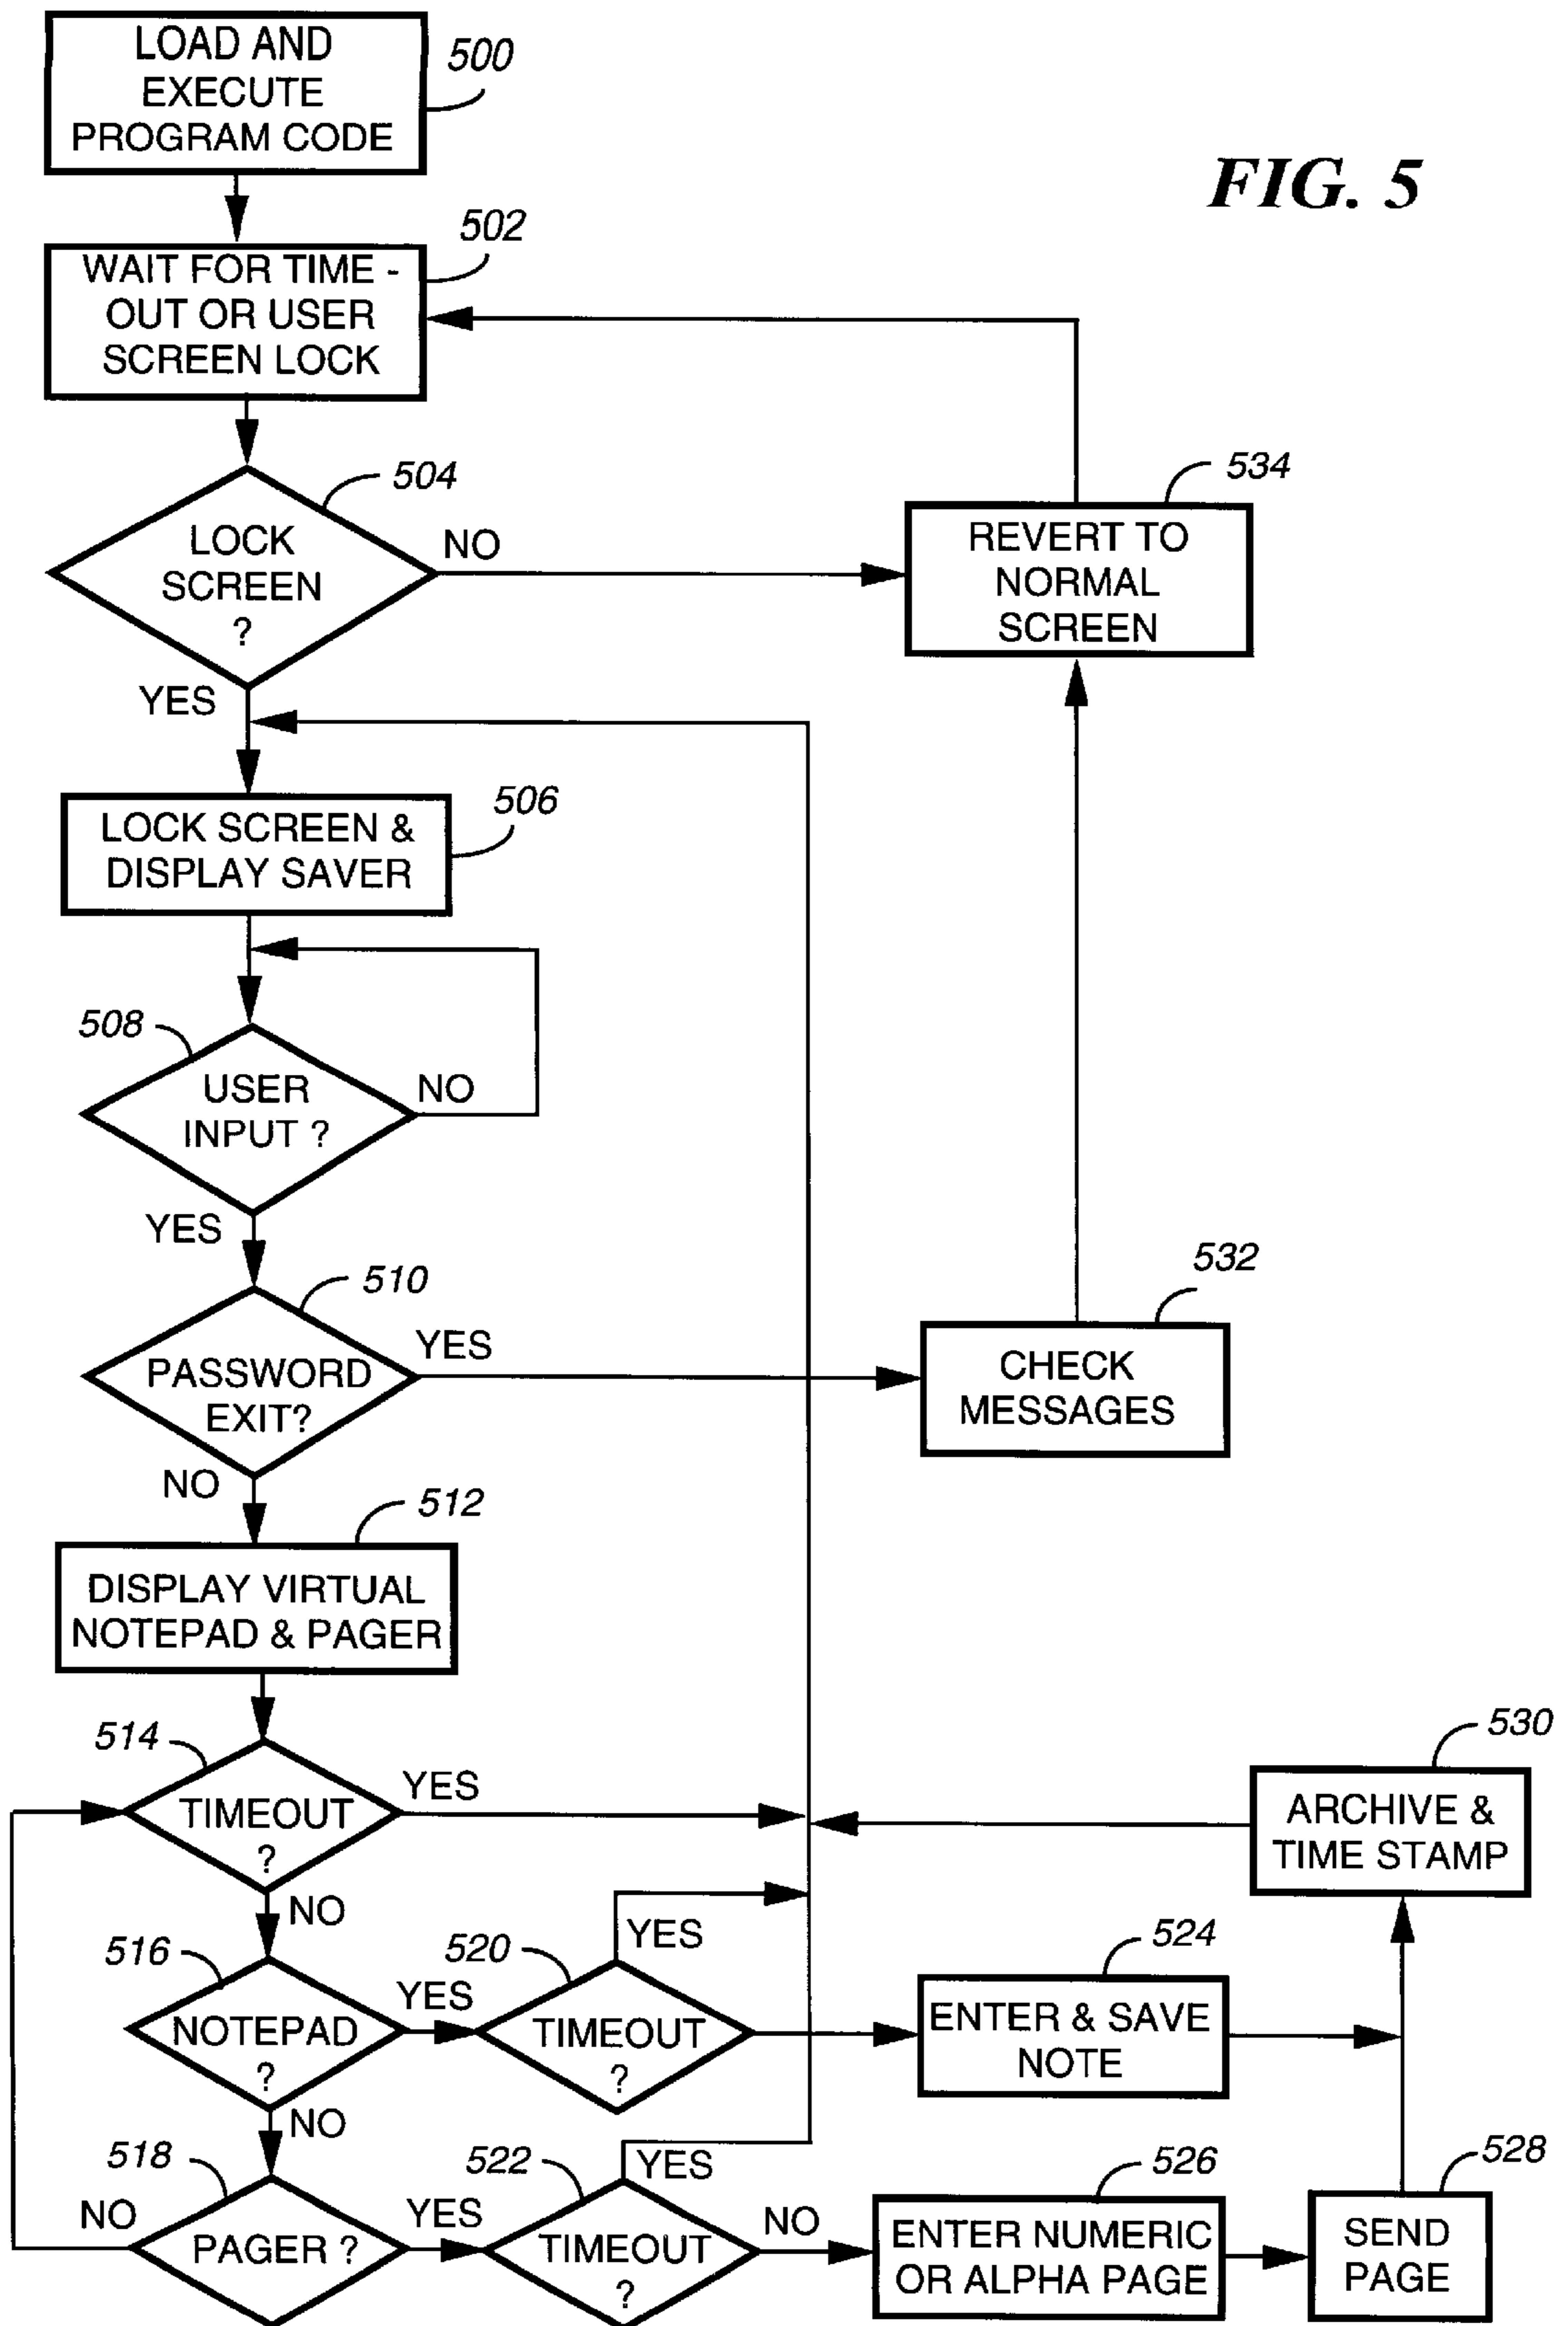 LOAD AND
EXECUTE
PROGRAM CODE
500
FIG. 5
502
WAIT FOR TIME -
OUT OR USER
SCREEN LOCK
504
LOCK
SCREEN
?
NO
YES
534
REVERT TO
NORMAL
SCREEN
506
LOCK SCREEN &
DISPLAY SAVER
508
USER
INPUT ?
NO
YES
510
PASSWORD
EXIT?
YES
NO
532
CHECK
MESSAGES
512
DISPLAY VIRTUAL
NOTEPAD & PAGER
514
TIMEOUT
?
YES
NO
530
ARCHIVE &
TIME STAMP
516
NOTEPAD
?
YES
NO
520
TIMEOUT
?
YES
524
ENTER & SAVE
NOTE
518
PAGER ?
NO
YES
522
TIMEOUT
?
YES
NO
526
ENTER NUMERIC
OR ALPHA PAGE
528
SEND
PAGE